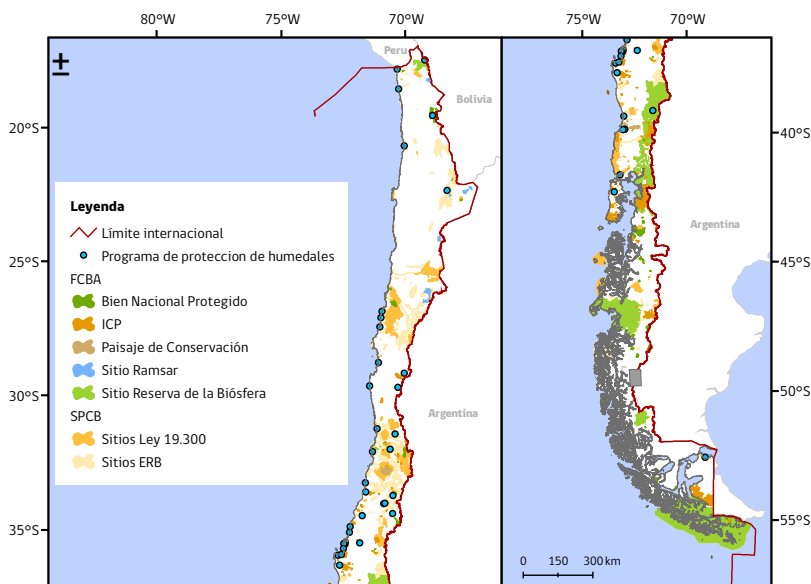 80°W 75°W 70°W 75°W 70°W
Peru
±
Bolivia
20°S
40°S
Leyenda
Límite internacional
Programa de proteccion de humedales
FCBA
Bien Nacional Protegido
ICP
Paisaje de Conservación
Sitio Ramsar
Sitio Reserva de la Biósfera
SPCB
Sitios Ley 19.300
Sitios ERB
Argentina
25°S
45°S
30°S
50°S
Argentina
35°S
55°S
0 150 300 km